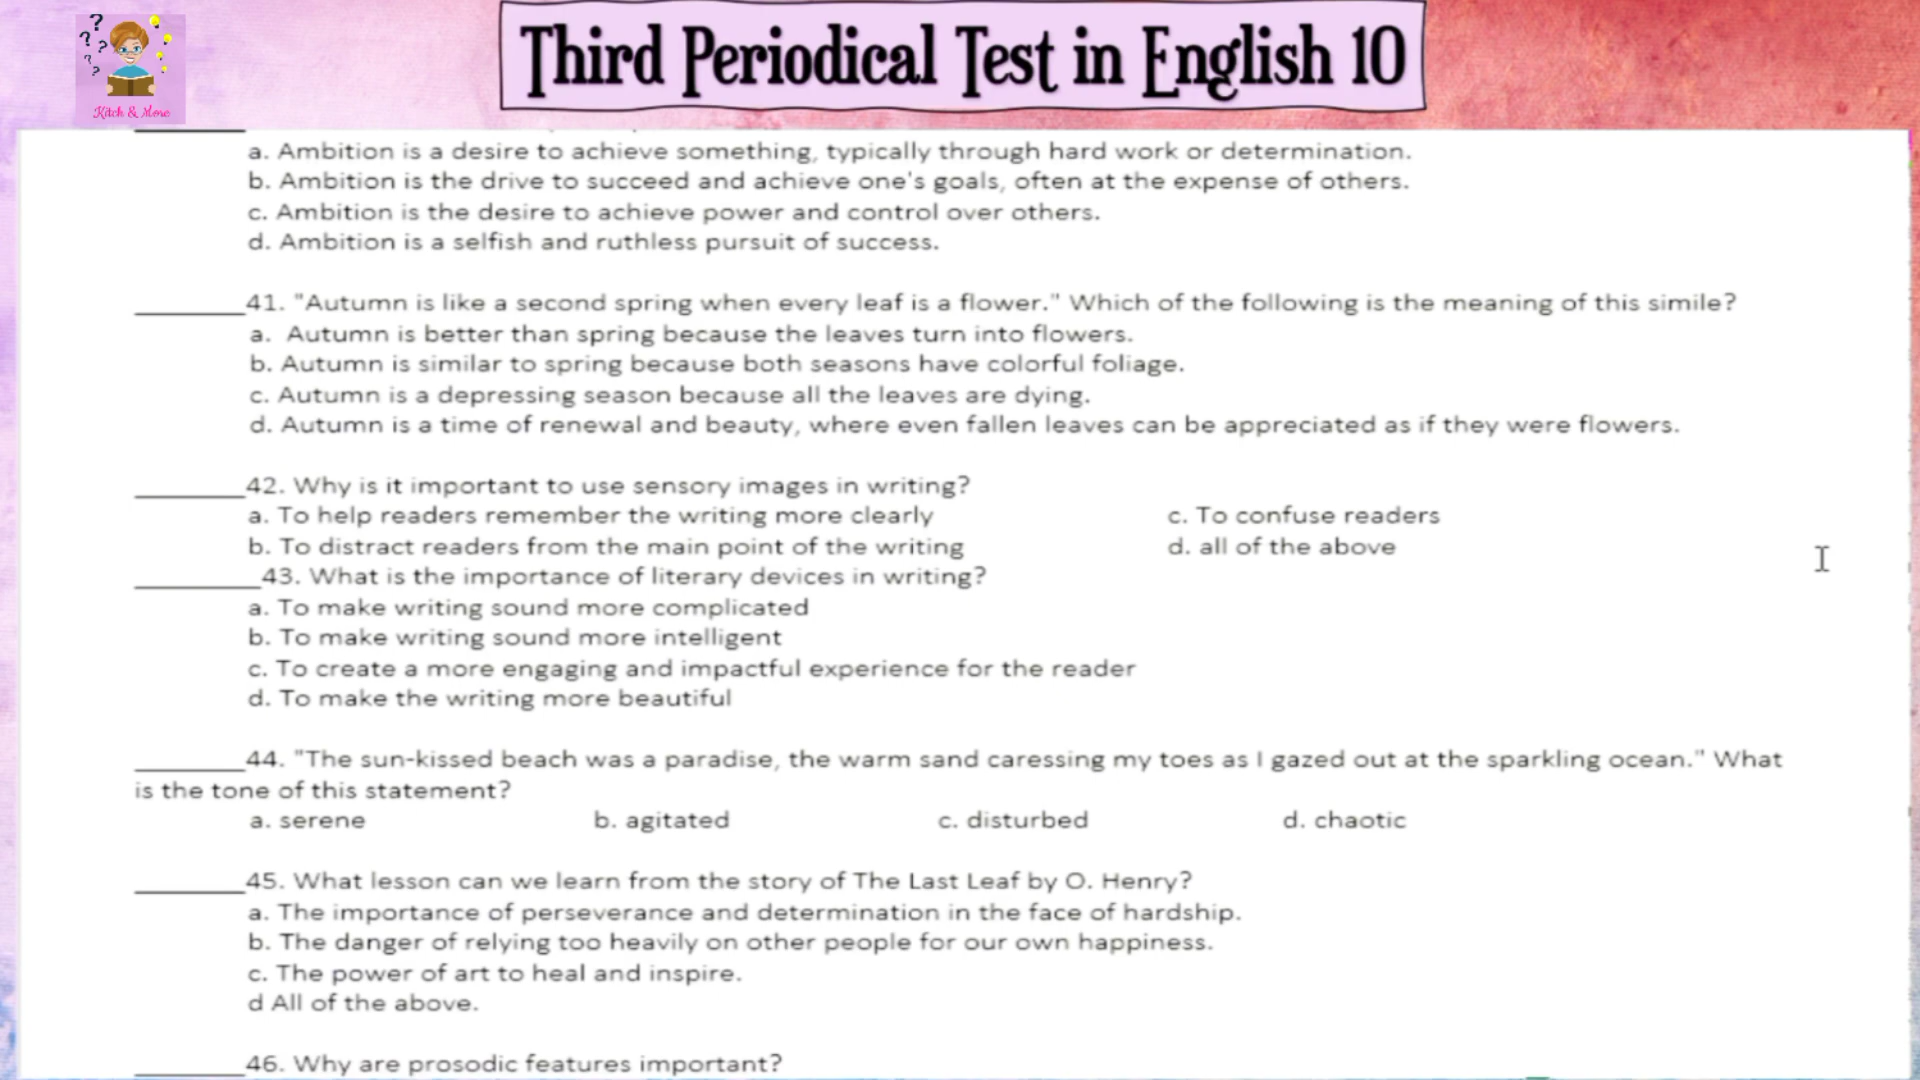 Third Periodical Test in English 10
? ? ? ? ?
Kitch & More
a. Ambition is a desire to achieve something, typically through hard work or determination.
b. Ambition is the drive to succeed and achieve one's goals, often at the expense of others.
c. Ambition is the desire to achieve power and control over others.
d. Ambition is a selfish and ruthless pursuit of success.
________41. "Autumn is like a second spring when every leaf is a flower." Which of the following is the meaning of this simile?
a. Autumn is better than spring because the leaves turn into flowers.
b. Autumn is similar to spring because both seasons have colorful foliage.
c. Autumn is a depressing season because all the leaves are dying.
d. Autumn is a time of renewal and beauty, where even fallen leaves can be appreciated as if they were flowers.
________42. Why is it important to use sensory images in writing?
a. To help readers remember the writing more clearly c. To confuse readers
b. To distract readers from the main point of the writing d. all of the above
_________43. What is the importance of literary devices in writing?
a. To make writing sound more complicated
b. To make writing sound more intelligent
c. To create a more engaging and impactful experience for the reader
d. To make the writing more beautiful
________44. "The sun-kissed beach was a paradise, the warm sand caressing my toes as I gazed out at the sparkling ocean." What
is the tone of this statement?
a. serene b. agitated c. disturbed d. chaotic
________45. What lesson can we learn from the story of The Last Leaf by O. Henry?
a. The importance of perseverance and determination in the face of hardship.
b. The danger of relying too heavily on other people for our own happiness.
c. The power of art to heal and inspire.
d All of the above.
________46. Why are prosodic features important?